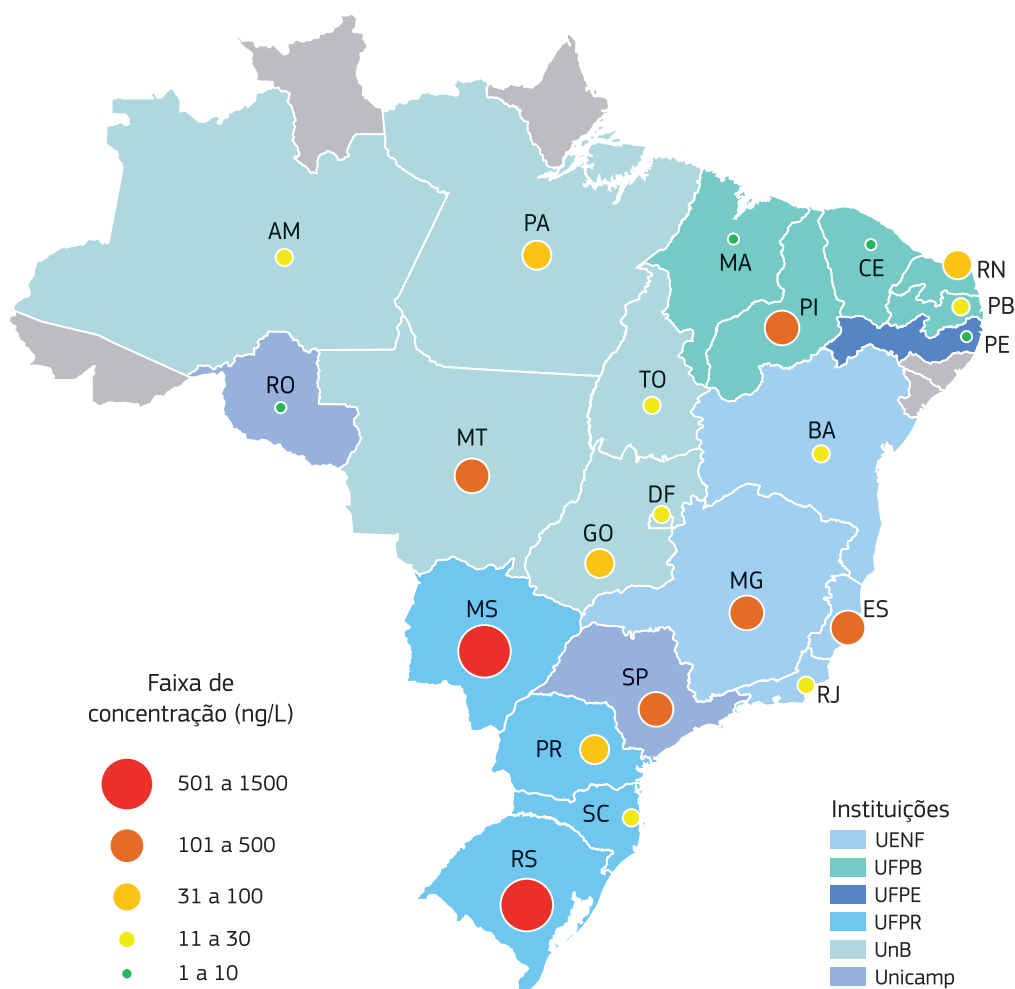 AM
PA
MA
CE
RN
PB
PI
PE
RO
TO
MT
BA
DF
GO
MG
MS
ES
SP
RJ
PR
SC
RS
Faixa de
concentração (ng/L)
501 a 1500
101 a 500
31 a 100
11 a 30
1 a 10
Instituições
UENF
UFPB
UFPE
UFPR
UnB
Unicamp